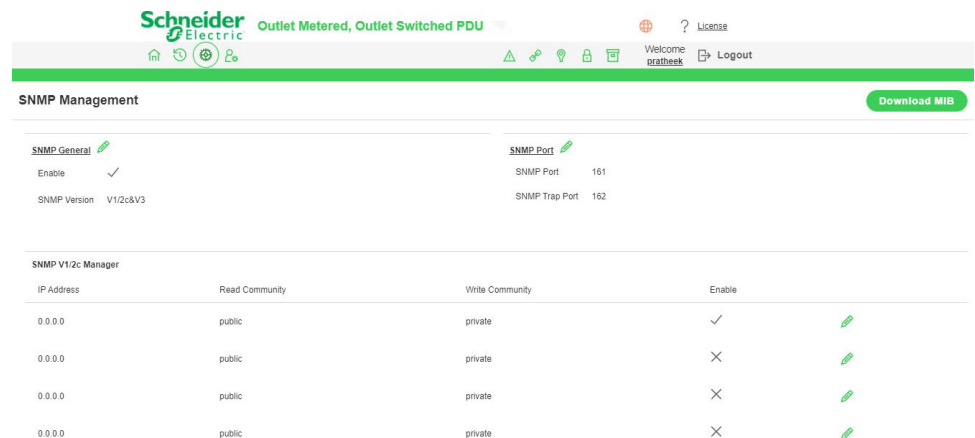 Schneider Electric Outlet Metered, Outlet Switched PDU ? License
Welcome pratheek Logout
SNMP Management Download MIB
SNMP General
Enable
SNMP Version V1/2c&V3
SNMP Port
SNMP Port 161
SNMP Trap Port 162
SNMP V1/2c Manager
IP Address Read Community Write Community Enable
0.0.0.0 public private
0.0.0.0 public private
0.0.0.0 public private
0.0.0.0 public private